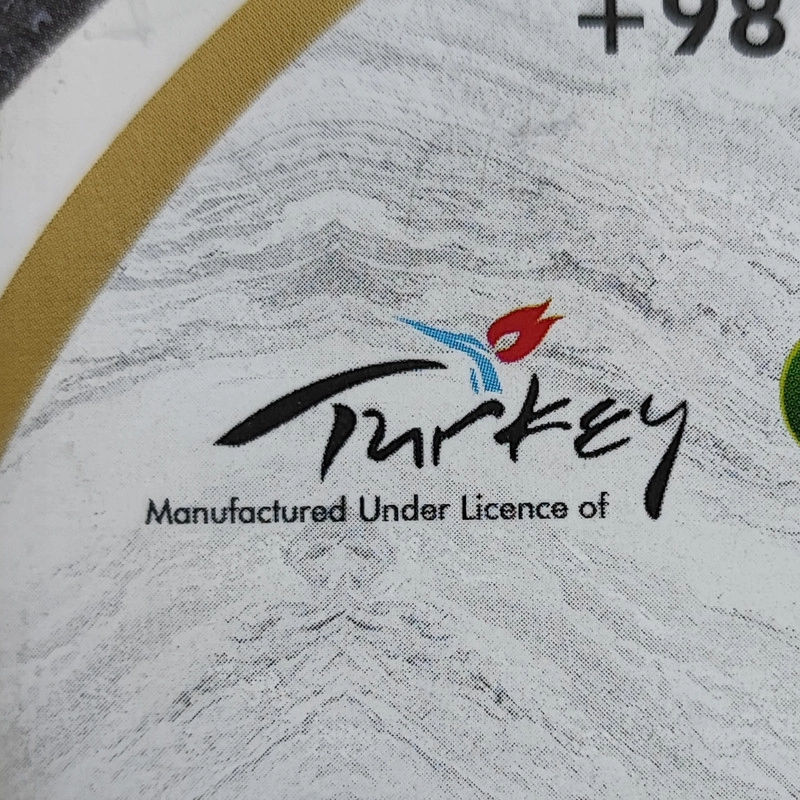 +98
Turkey
Manufactured Under Licence of